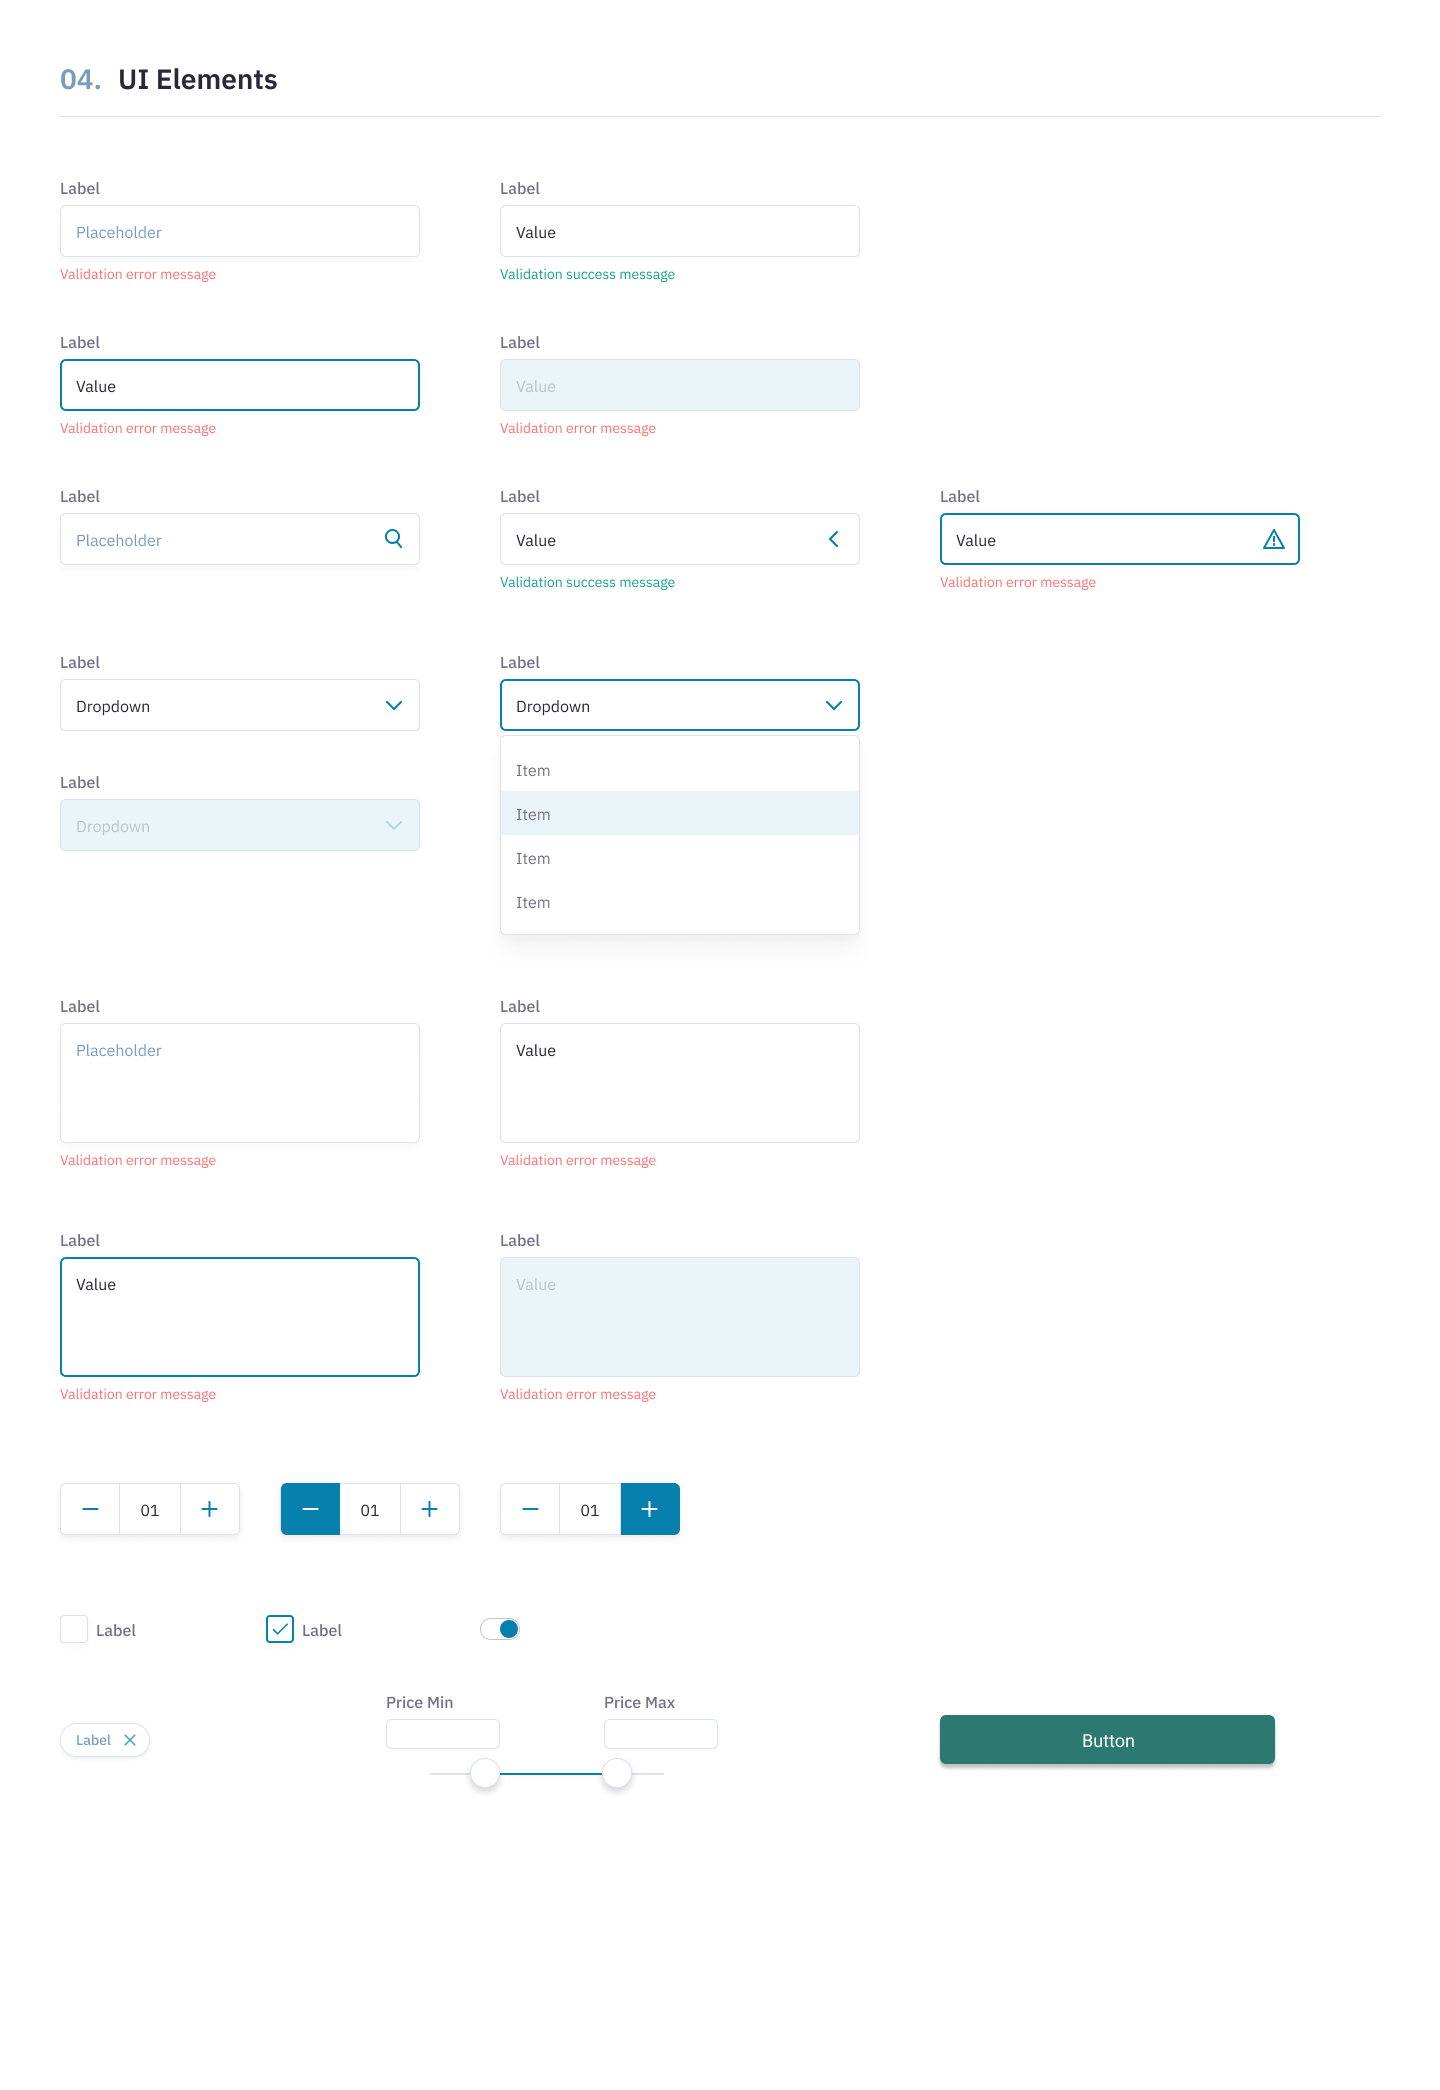 04. UI Elements
Label
Label
Placeholder
Value
Validation error message
Validation success message
Label
Label
Value
Value
Validation error message
Validation error message
Label
Label
Label
Placeholder
Value
Value
Validation success message
Validation error message
Label
Label
Dropdown
Dropdown
Item
Label
Item
Dropdown
Item
Item
Label
Label
Placeholder
Value
Validation error message
Validation error message
Label
Label
Value
Value
Validation error message
Validation error message
01
01
01
Label
Label
Price Min
Price Max
Label
Button